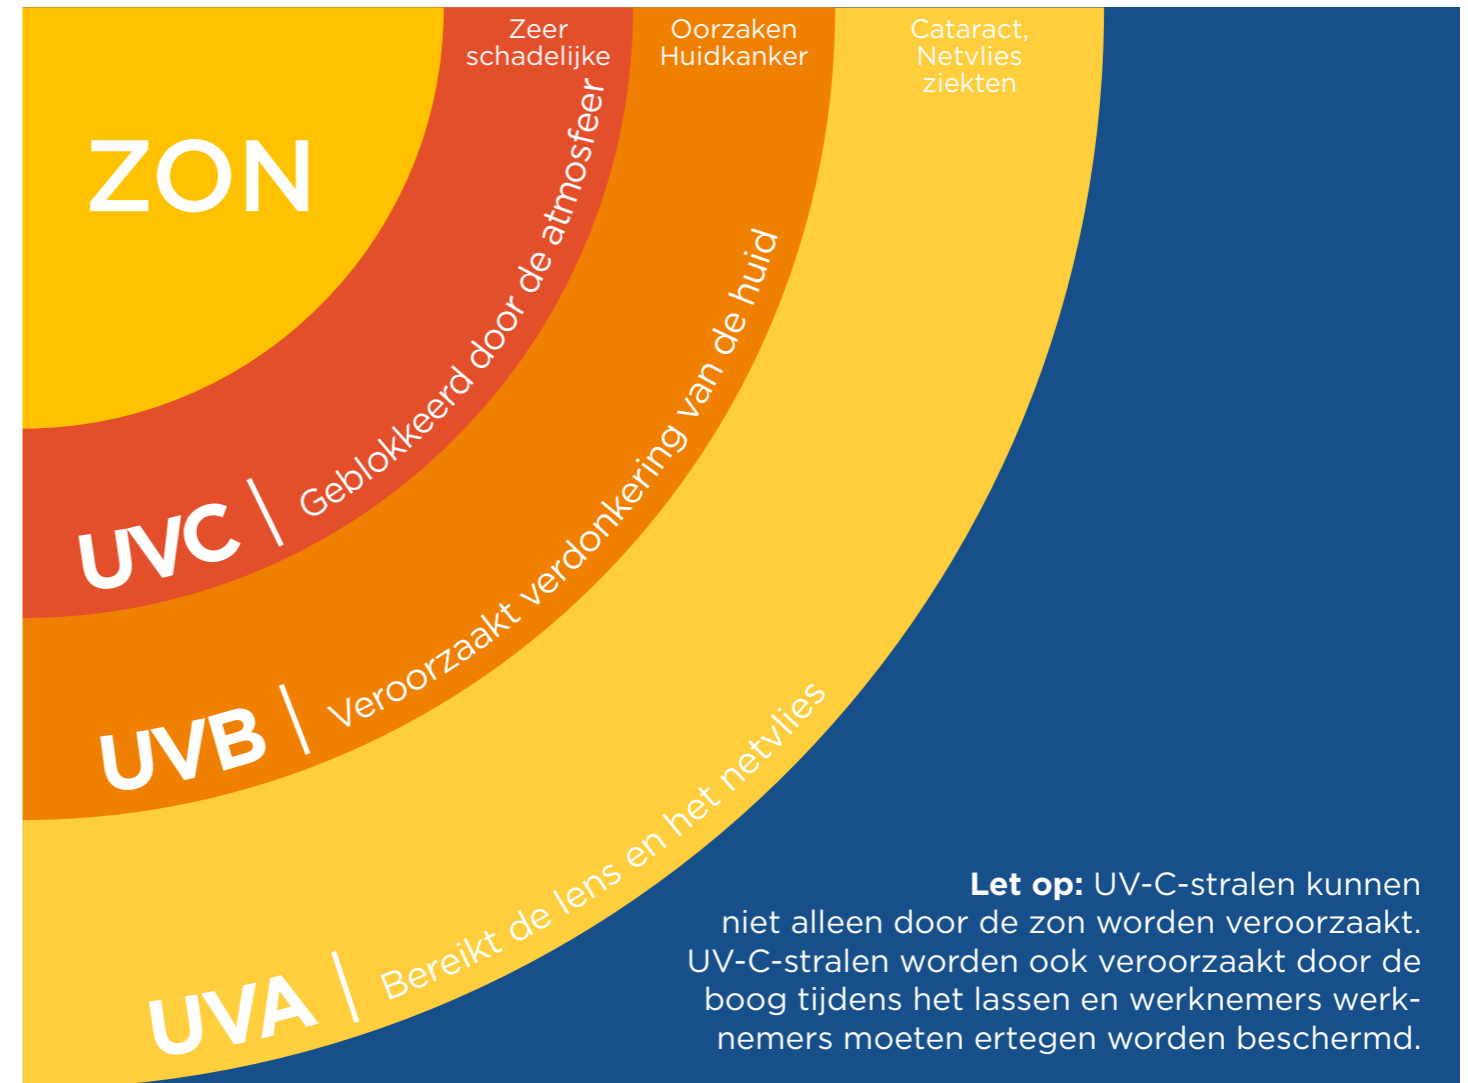 Zeer
schadelijke
Oorzaken
Huidkanker
Cataract,
Netvlies
ziekten
ZON
UVC | Geblokkeerd door de atmosfeer
UVB | Veroorzaakt verdonkering van de huid
UVA | Bereikt de lens en het netvlies
Let op: UV-C-stralen kunnen
niet alleen door de zon worden veroorzaakt.
UV-C-stralen worden ook veroorzaakt door de
boog tijdens het lassen en werknemers werk-
nemers moeten ertegen worden beschermd.